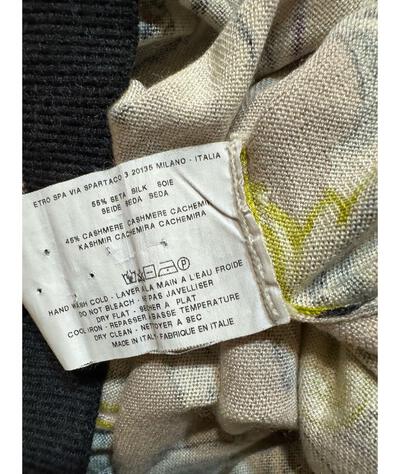 ETRO SPA VIA SPARTACO 3 20135 MILANO - ITALIA
55% SETA SILK SOIE
SEIDE SEDA SEDA
45% CASHMERE CASHMERE CACHEMI
KASHMIR CACHEMIRA CACHEMIRA
HAND WASH COLD - LAVER A LA MAIN A L'EAU FROIDE
DO NOT BLEACH - NE PAS JAVELLISER
DRY FLAT - SECHER A PLAT
COOL IRON - REPASSER BASSE TEMPERATURE
DRY CLEAN - NETTOYER A SEC
MADE IN ITALY - FABRIQUE EN ITALIE